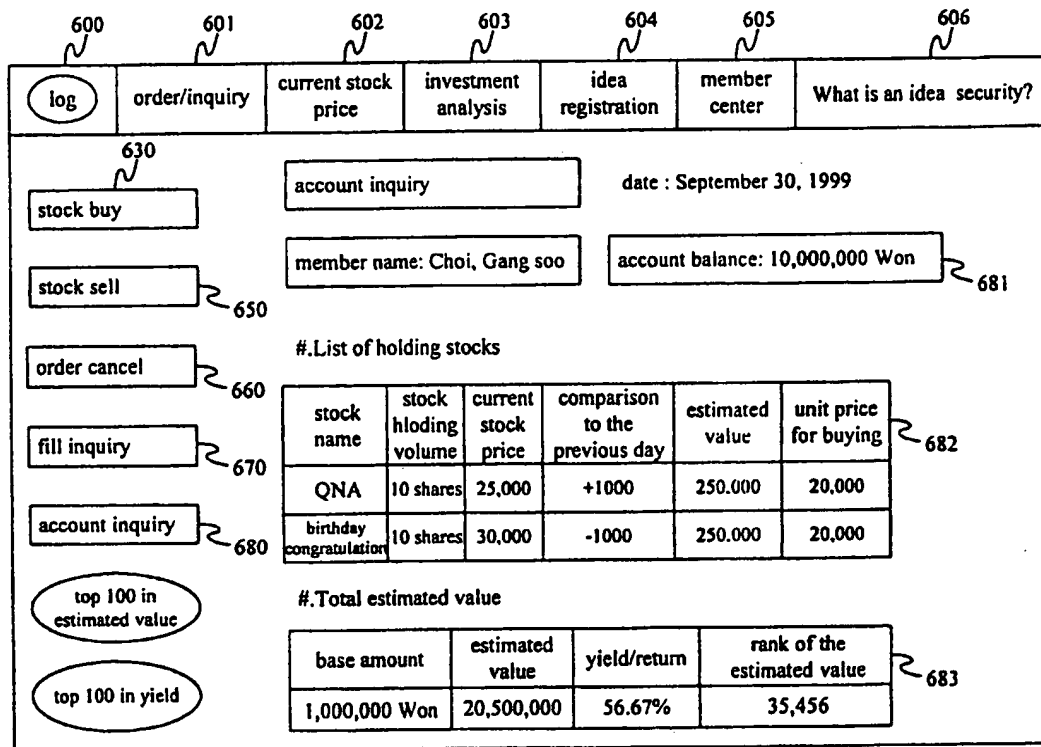 600 601 602 603 604 605 606
log
order/inquiry
current stock
price
investment
analysis
idea
registration
member
center
What is an idea security?
630
stock buy
stock sell
650
order cancel
660
fill inquiry
670
account inquiry
680
top 100 in
estimated value
top 100 in yield
account inquiry
date : September 30, 1999
member name: Choi, Gang soo
account balance: 10,000,000 Won
681
#.List of holding stocks
stock
name
stock
hloding
volume
current
stock
price
comparison
to the
previous day
estimated
value
unit price
for buying
682
QNA 10 shares 25,000 +1000 250.000 20,000
birthday
congratulation
10 shares 30,000 -1000 250.000 20,000
#.Total estimated value
base amount
estimated
value
yield/return
rank of the
estimated value
683
1,000,000 Won 20,500,000 56.67% 35,456